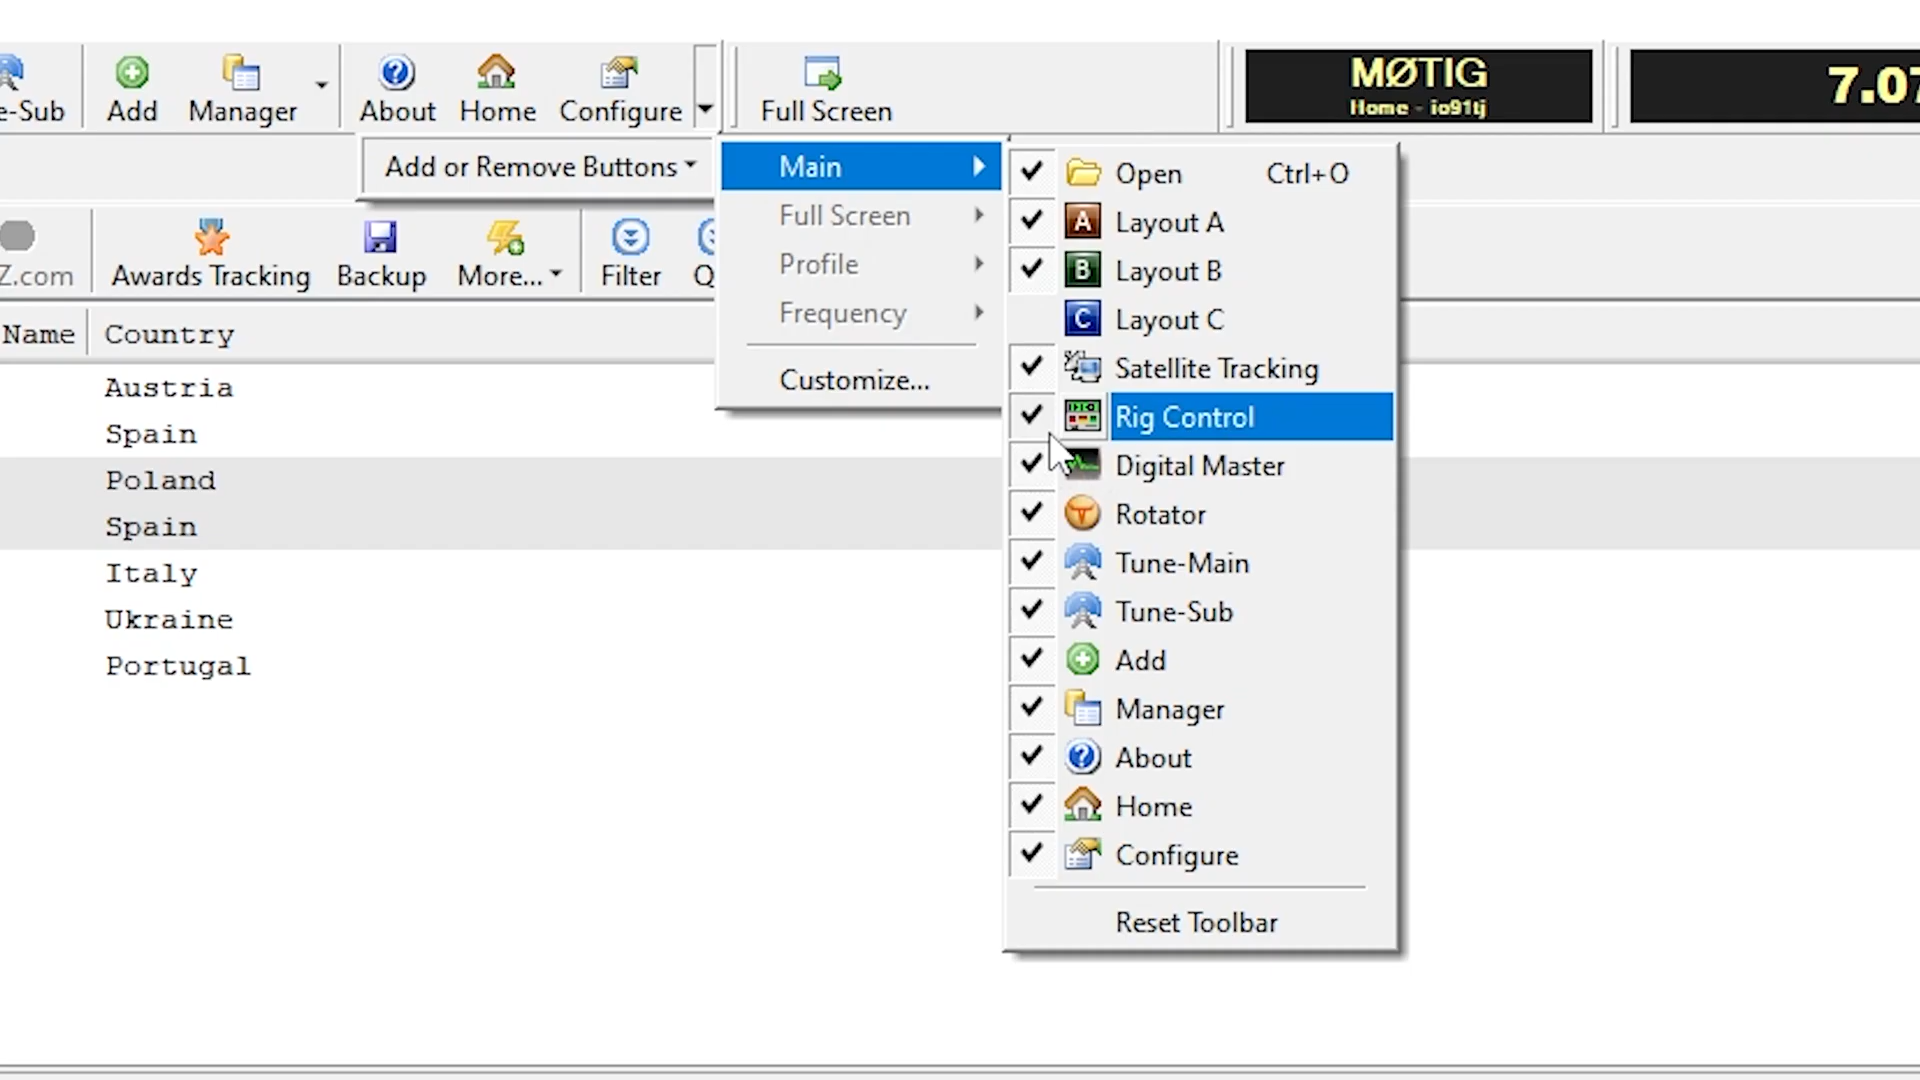 e-Sub
Add
Manager
About
Home
Configure
Full Screen
MØTIG
Home - io91tj
7.07
Add or Remove Buttons
Main
Full Screen
Profile
Frequency
Customize...
Open Ctrl+O
Layout A
Layout B
Layout C
Satellite Tracking
Rig Control
Digital Master
Rotator
Tune-Main
Tune-Sub
Add
Manager
About
Home
Configure
Reset Toolbar
Z.com
Awards Tracking
Backup
More...
Filter
Q
Name
Country
Austria
Spain
Poland
Spain
Italy
Ukraine
Portugal